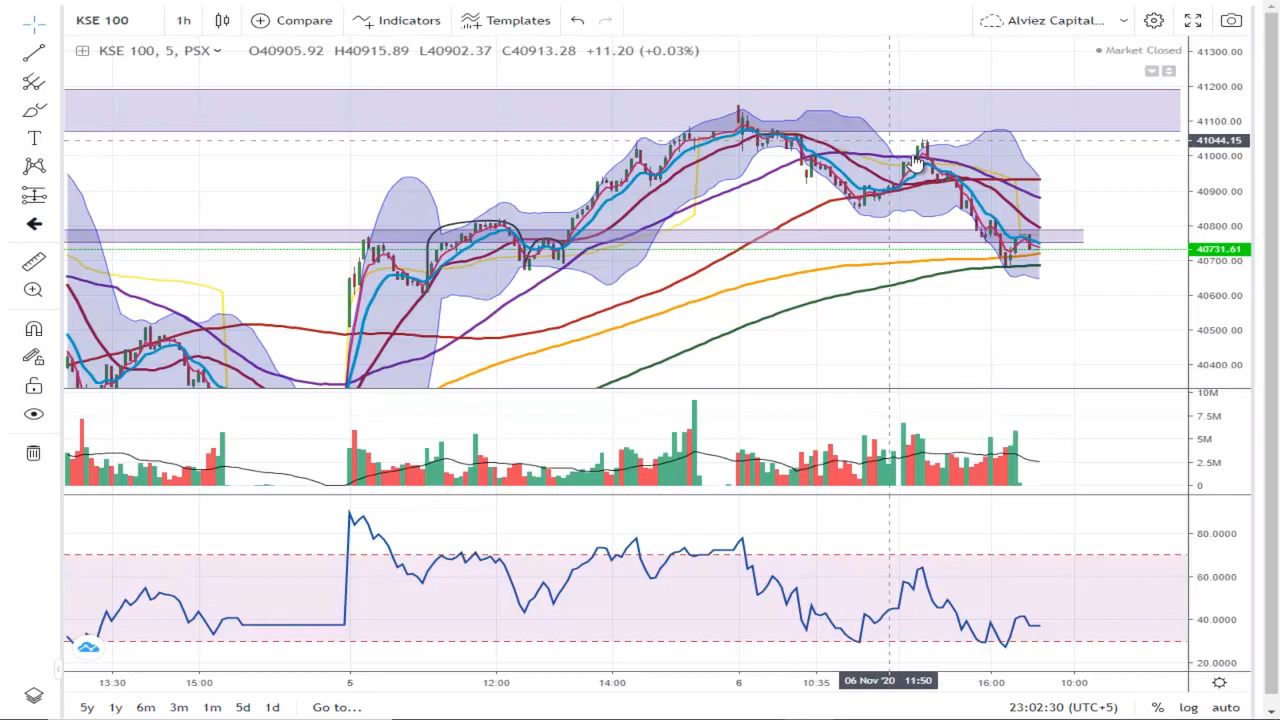 KSE 100 1h Compare Indicators Templates Alviez Capital...
KSE 100, 5, PSX O40905.92 H40915.89 L40902.37 C40913.28 +11.20 (+0.03%) Market Closed
41300.00
41200.00
41100.00
41044.15
41000.00
40900.00
40800.00
40731.61
40700.00
40600.00
40500.00
40400.00
10M
7.5M
5M
2.5M
0
80.0000
60.0000
40.0000
20.0000
13:30 15:00 6 12:00 14:00 6 10:35 06 Nov '20 11:50 16:00 10:00
5y 1y 6m 3m 1m 5d 1d Go to... 23:02:30 (UTC+5) % log auto